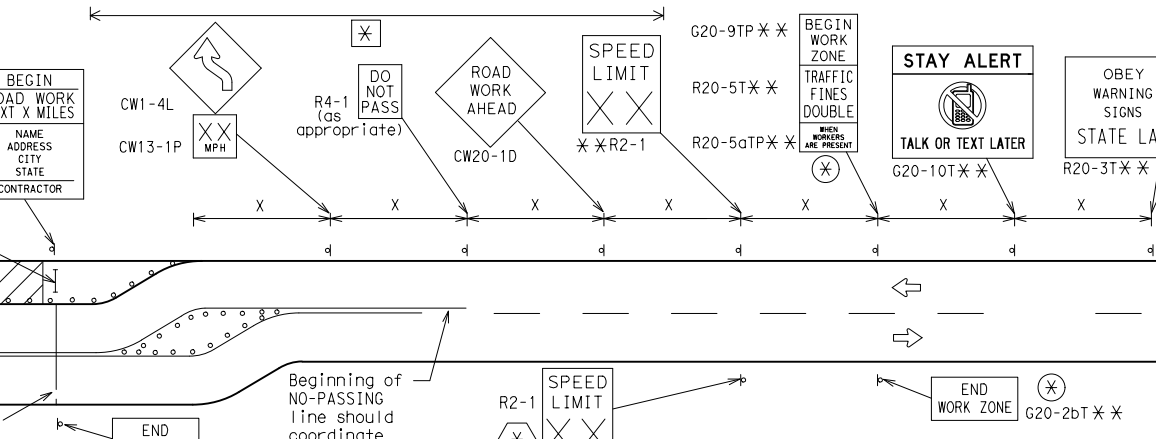 BEGIN
ROAD WORK
NEXT X MILES
NAME
ADDRESS
CITY
STATE
CONTRACTOR
CW1-4L
CW13-1P
XX
MPH
*
R4-1
(as
appropriate)
DO
NOT
PASS
ROAD
WORK
AHEAD
CW20-1D
SPEED
LIMIT
X X
**R2-1
G20-9TP **
R20-5T**
R20-5aTP**
BEGIN
WORK
ZONE
TRAFFIC
FINES
DOUBLE
WHEN
WORKERS
ARE PRESENT
*
STAY ALERT
TALK OR TEXT LATER
G20-10T**
OBEY
WARNING
SIGNS
STATE LA
R20-3T**
X X X X X X X
Beginning of
NO-PASSING
line should
coordinate
R2-1
SPEED
LIMIT
X X
*
END
WORK ZONE
*
G20-2bT**
END